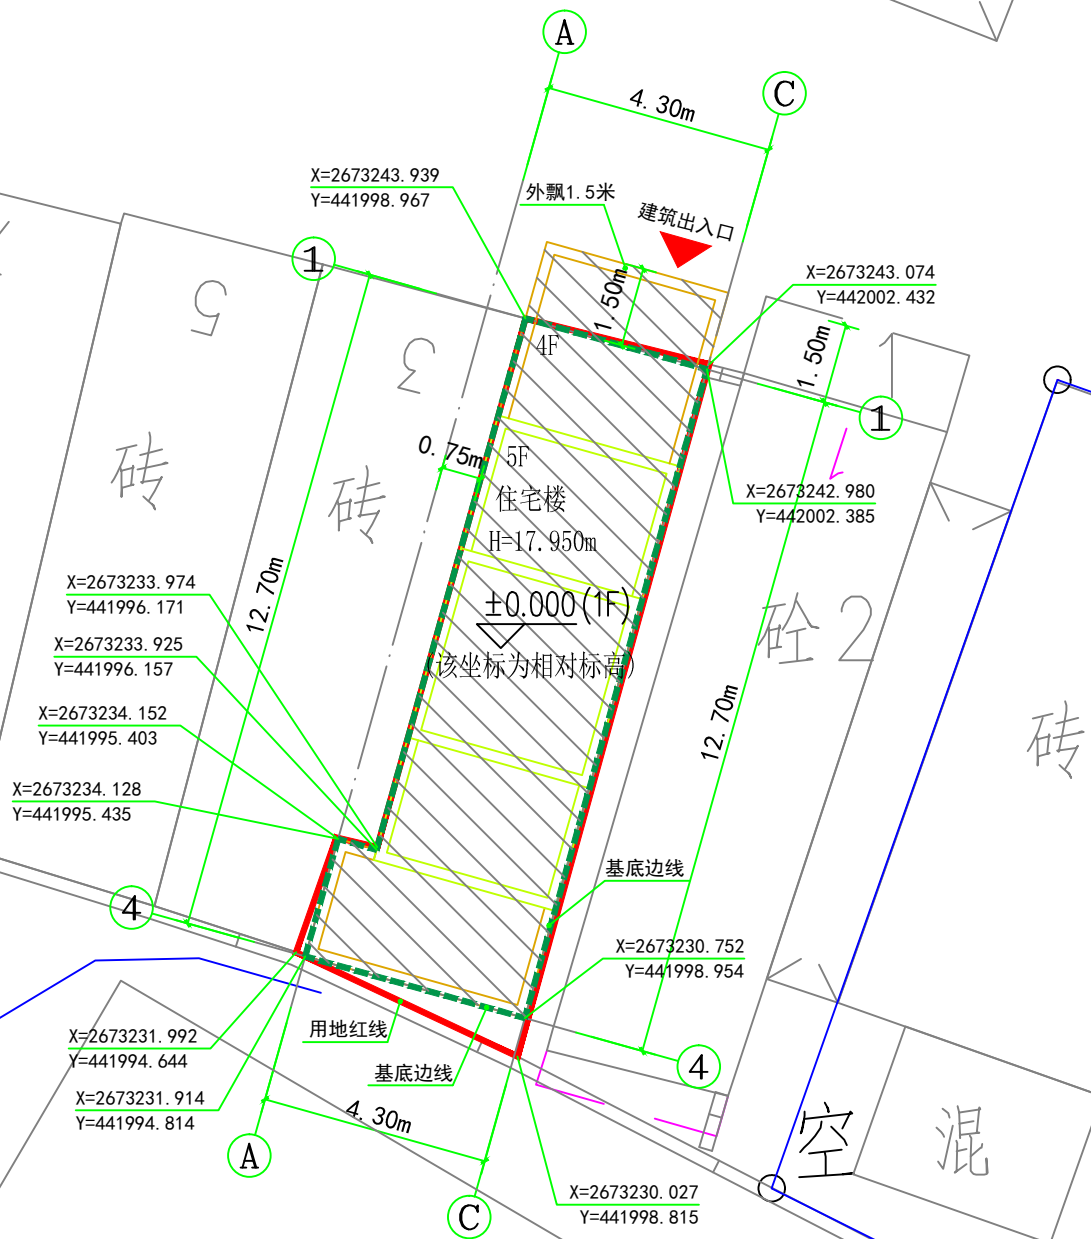 A
C
4.30m
X=2673243.939
Y=441998.967
外飘1.5米
建筑出入口
1
X=2673243.074
Y=442002.432
1.50m
5
4F
1.50m
3
1
0.75m
5F
砖
砖
住宅楼
X=2673242.980
Y=442002.385
H=17.950m
12.70m
X=2673233.974
Y=441996.171
±0.000(1F)
砼2
X=2673233.925
Y=441996.157
(该坐标为相对标高)
X=2673234.152
Y=441995.403
12.70m
砖
X=2673234.128
Y=441995.435
基底边线
4
X=2673230.752
Y=441998.954
用地红线
X=2673231.992
Y=441994.644
基底边线
4
X=2673231.914
Y=441994.814
4.30m
空
混
A
X=2673230.027
Y=441998.815
C